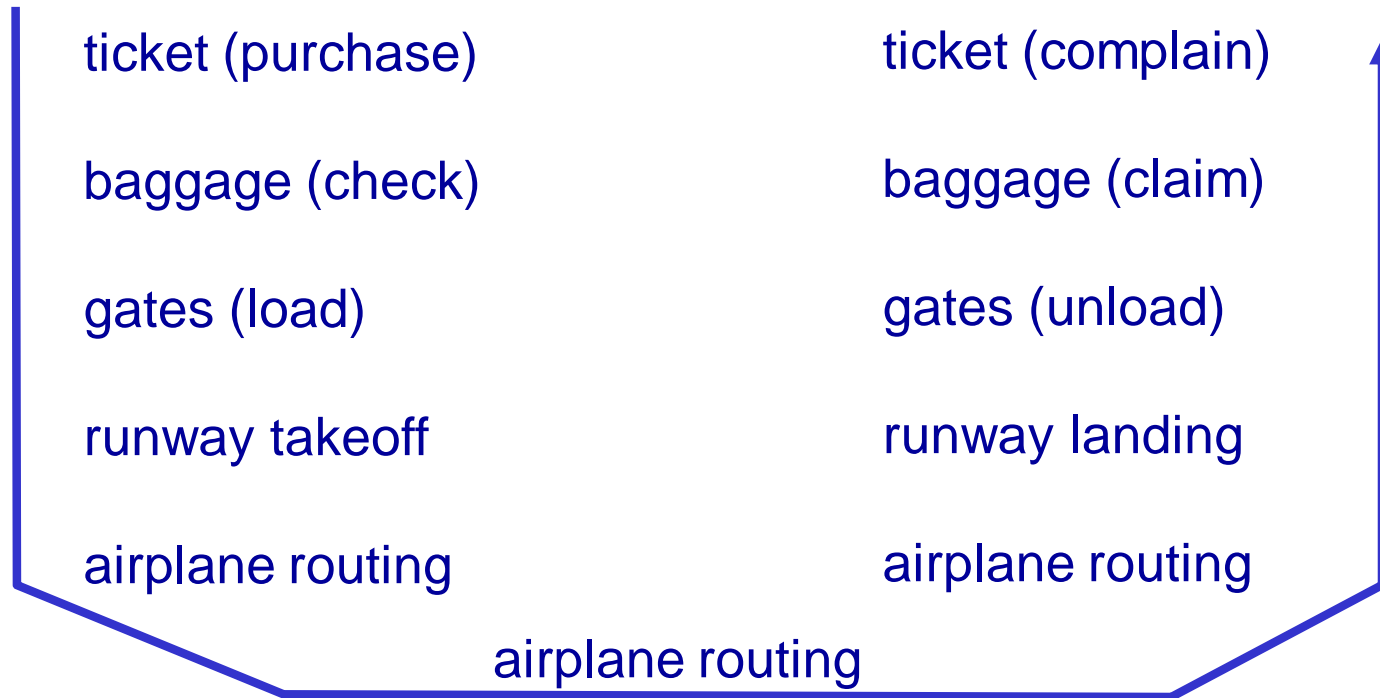 ticket (purchase)
baggage (check)
gates (load)
runway takeoff
airplane routing
ticket (complain)
baggage (claim)
gates (unload)
runway landing
airplane routing
airplane routing